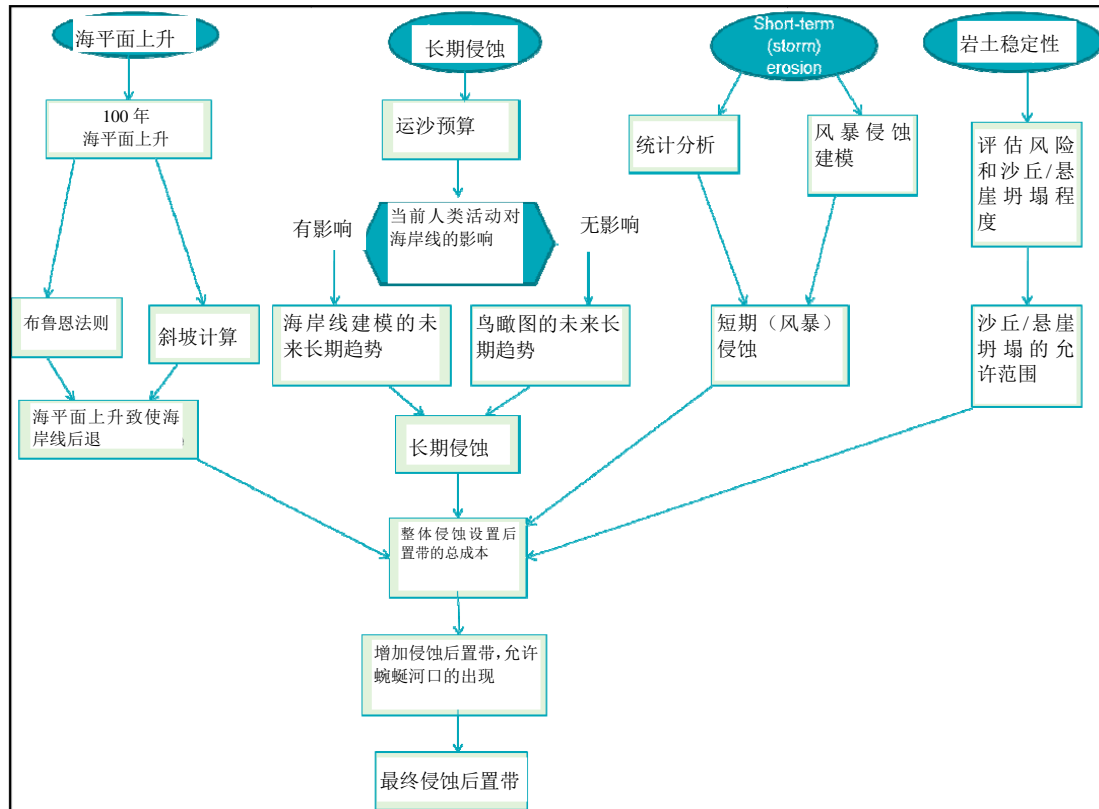 海平面上升
长期侵蚀
Short-term
(storm)
erosion
岩土稳定性
100 年
海平面上升
运沙预算
统计分析
风暴侵蚀
建模
评估风险
和沙丘/悬
崖坍塌程
度
有影响
当前人类活动对
海岸线的影响
无影响
布鲁恩法则
斜坡计算
海岸线建模的未
来长期趋势
鸟瞰图的未来长
期趋势
短期（风暴）
侵蚀
沙丘/悬崖
坍塌的允
许范围
海平面上升致使海
岸线后退
长期侵蚀
整体侵蚀设置后
置带的总成本
增加侵蚀后置带，允许
蜿蜒河口的出现
最终侵蚀后置带